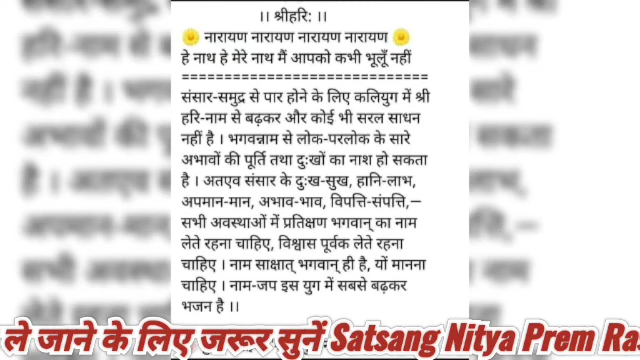 ।। श्रीहरि: ।।
नारायण नारायण नारायण नारायण
हे नाथ हे मेरे नाथ मैं आपको कभी भूलूँ नहीं
=============================
संसार-समुद्र से पार होने के लिए कलियुग में श्री
हरि-नाम से बढ़कर और कोई भी सरल साधन
नहीं है । भगवन्नाम से लोक-परलोक के सारे
अभावों की पूर्ति तथा दुःखों का नाश हो सकता
है । अतएव संसार के दुःख-सुख, हानि-लाभ,
अपमान-मान, अभाव-भाव, विपत्ति-संपत्ति,—
सभी अवस्थाओं में प्रतिक्षण भगवान् का नाम
लेते रहना चाहिए, विश्वास पूर्वक लेते रहना
चाहिए । नाम साक्षात् भगवान् ही है, यों मानना
चाहिए । नाम-जप इस युग में सबसे बढ़कर
भजन है ।।
ले जाने के लिए जरूर सुनें Satsang Nitya Prem Ras